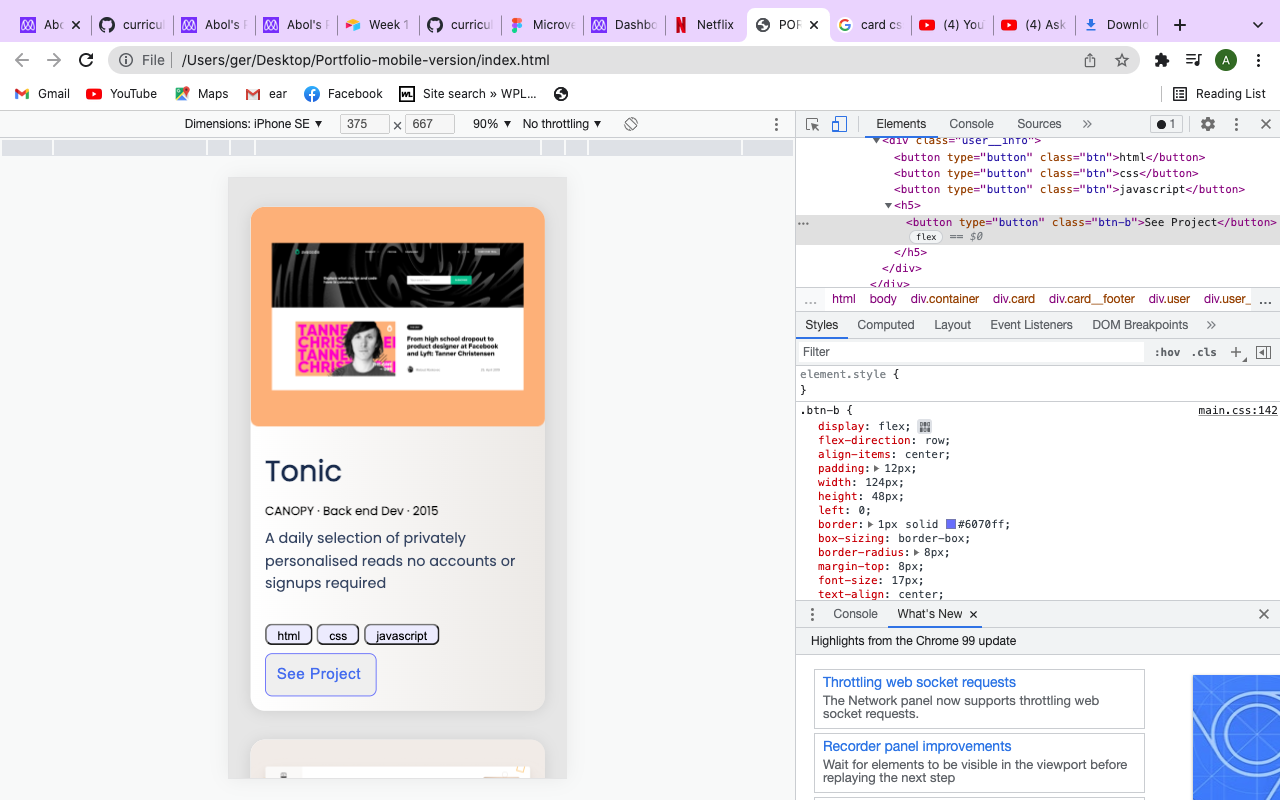 Abo
curricul
Abol's P
Abol's P
Week 1
curricul
Microve
Dashbo
Netflix
POR
card cs
(4) You
(4) Ask
Downlo
File | /Users/ger/Desktop/Portfolio-mobile-version/index.html
A
Gmail YouTube Maps ear Facebook Site search » WPL... Reading List
Dimensions: iPhone SE ▼ 375 × 667 90% ▼ No throttling ▼
Elements Console Sources » 1
<div class="user__info">
<button type="button" class="btn">html</button>
<button type="button" class="btn">css</button>
<button type="button" class="btn">javascript</button>
▼<h5>
<button type="button" class="btn-b">See Project</button>
flex == $0
</h5>
</div>
</div>
... html body div.container div.card div.card__footer div.user div.user_ ...
Styles Computed Layout Event Listeners DOM Breakpoints »
Filter :hov .cls +
element.style {
}
.btn-b { main.css:142
display: flex;
flex-direction: row;
align-items: center;
padding: 12px;
width: 124px;
height: 48px;
left: 0;
border: 1px solid #6070ff;
box-sizing: border-box;
border-radius: 8px;
margin-top: 8px;
font-size: 17px;
text-align: center;
Console What's New ×
Highlights from the Chrome 99 update
Throttling web socket requests
The Network panel now supports throttling web
socket requests.
Recorder panel improvements
Wait for elements to be visible in the viewport before
replaying the next step
TANNER
CHRIS
TANNE
CHRIS
From high school dropout to
product designer at Facebook
and Lyft: Tanner Christensen
Tonic
CANOPY · Back end Dev · 2015
A daily selection of privately
personalised reads no accounts or
signups required
html css javascript
See Project